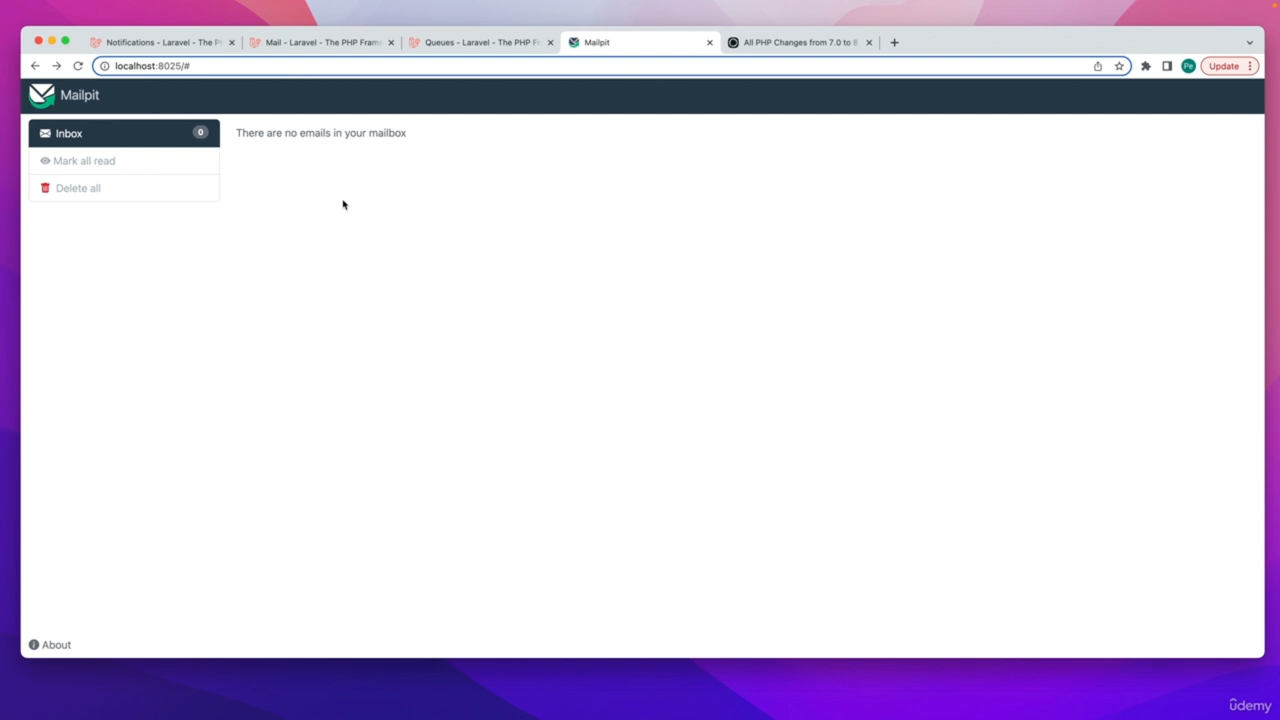 Notifications - Laravel - The P
Mail - Laravel - The PHP Fram
Queues - Laravel - The PHP F
Mailpit
All PHP Changes from 7.0 to 8
localhost:8025/#
Pe
Update
Mailpit
Inbox
0
There are no emails in your mailbox
Mark all read
Delete all
About
ûdemy